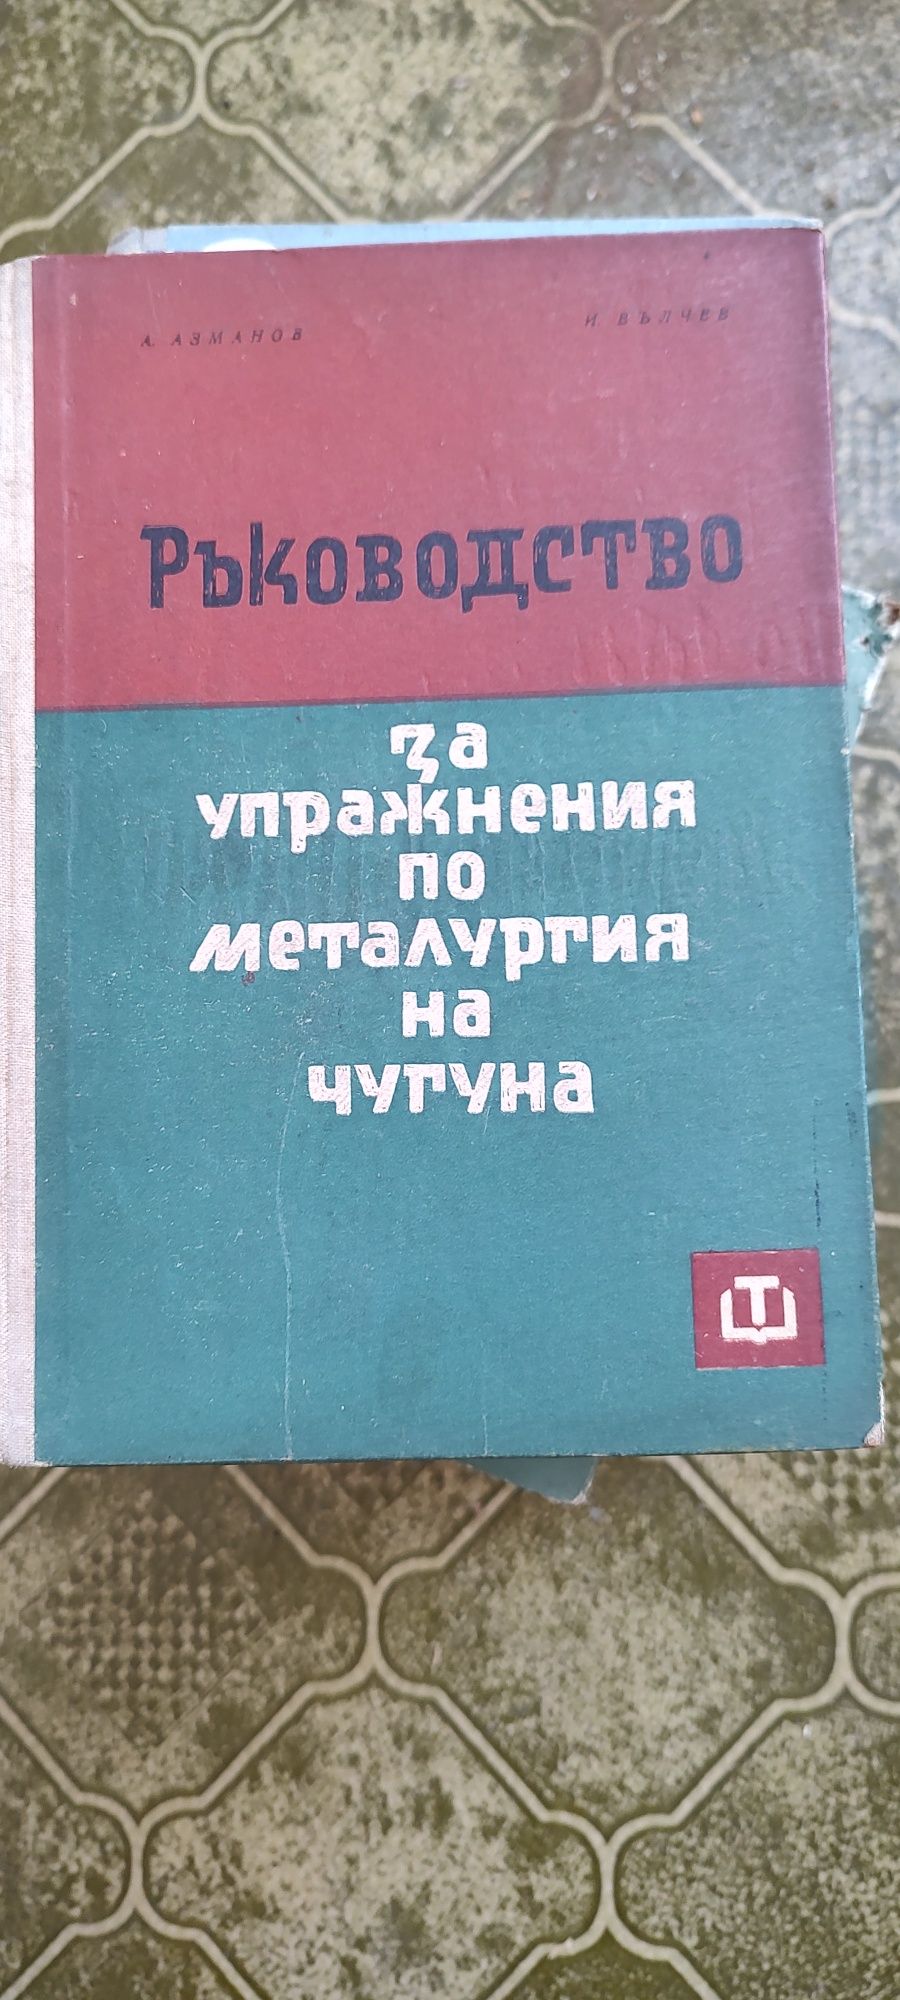 А. АЗМАНОВ
И. ВЪЛЧЕВ
РЪКОВОДСТВО
за
упражнения
по
металургия
на
чугуна
Т